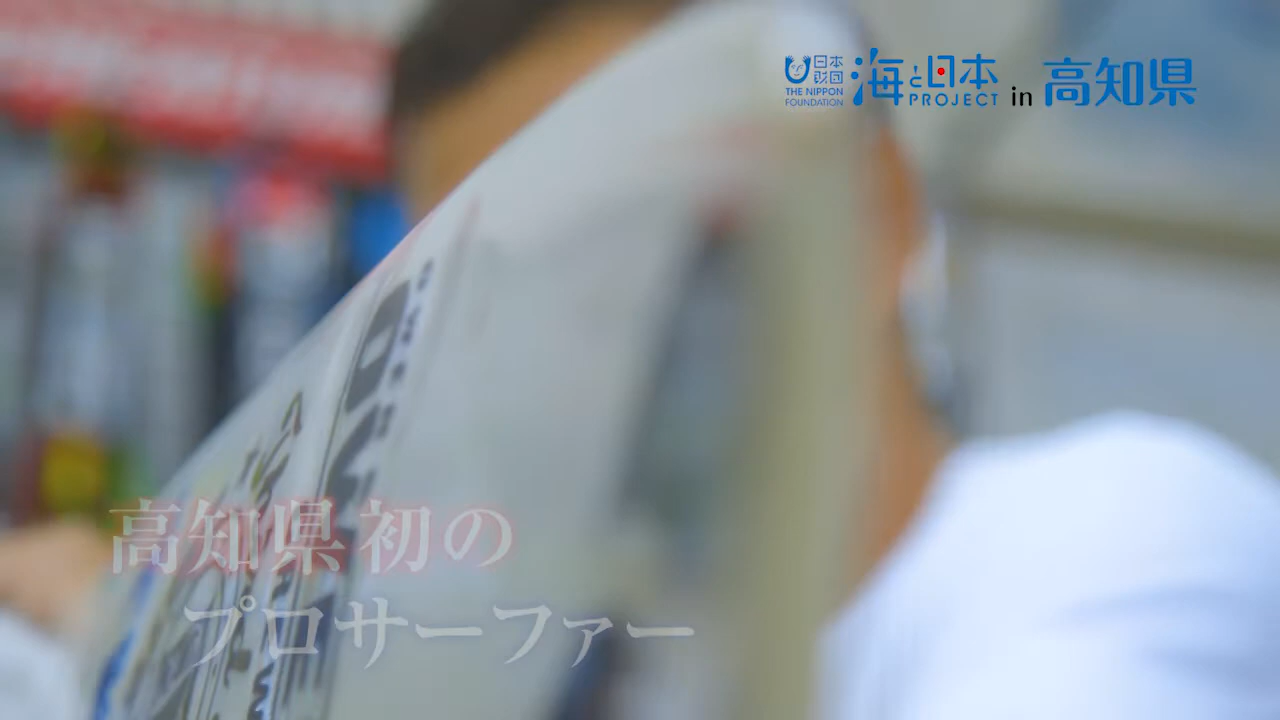 日本
財団
THE NIPPON
FOUNDATION
海と日本
PROJECT
in 高知県
高知県初の
プロサーファー